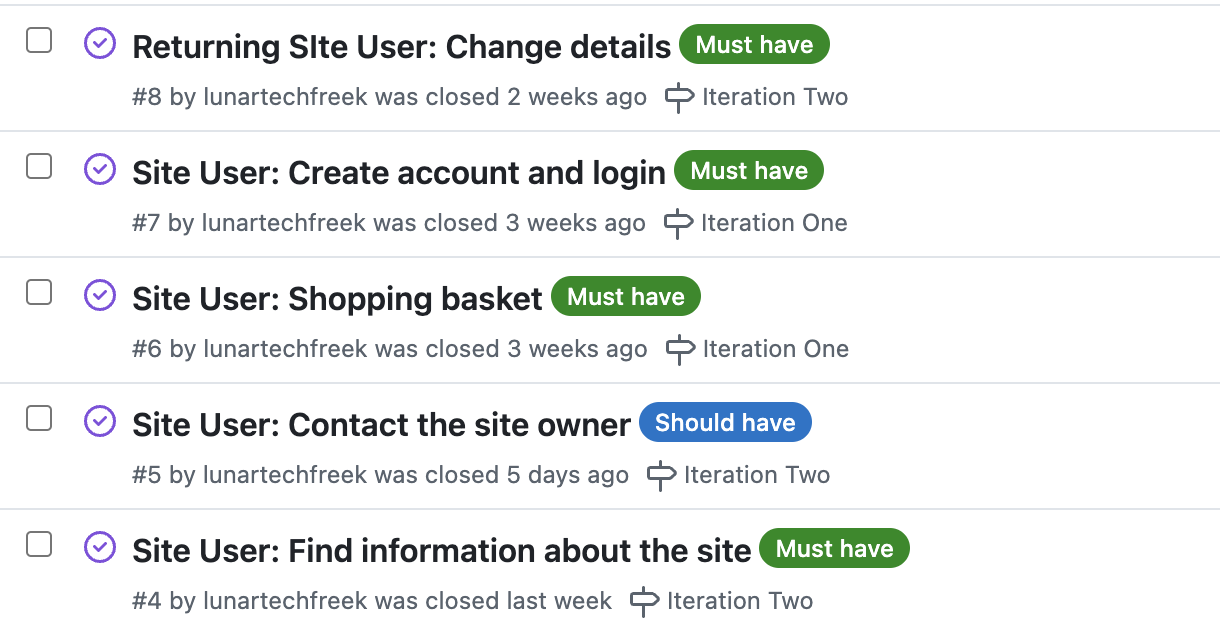 Returning SIte User: Change details Must have
#8 by lunartechfreek was closed 2 weeks ago Iteration Two
Site User: Create account and login Must have
#7 by lunartechfreek was closed 3 weeks ago Iteration One
Site User: Shopping basket Must have
#6 by lunartechfreek was closed 3 weeks ago Iteration One
Site User: Contact the site owner Should have
#5 by lunartechfreek was closed 5 days ago Iteration Two
Site User: Find information about the site Must have
#4 by lunartechfreek was closed last week Iteration Two